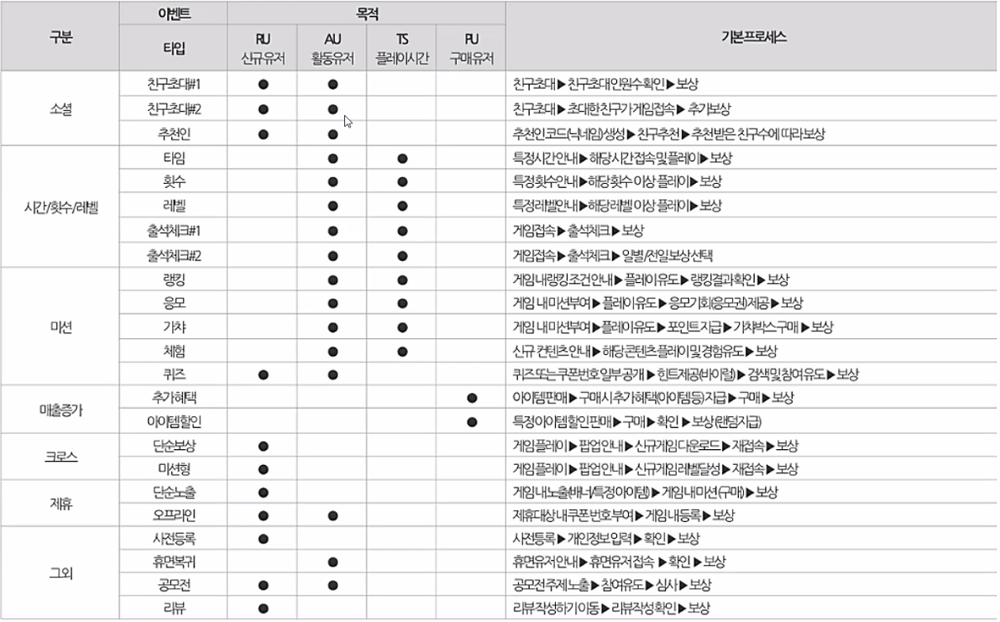 구분 이벤트 목적 기본프로세스
타입 RU AU TS PU
신규유저 활동유저 플레이시간 구매유저
소셜
친구초대#1 ● ● 친구초대▶친구초대인원수확인▶보상
친구초대#2 ● ● 친구초대▶초대한친구가게임접속▶추가보상
추천인 ● ● 추천인코드(닉네임)생성▶친구추천▶추천받은 친구수에 따라보상
시간/횟수/레벨
타임 ● ● 특정시간안내▶해당시간접속및플레이▶보상
횟수 ● ● 특정횟수안내▶해당횟수 이상 플레이▶보상
레벨 ● ● 특정레벨안내▶해당레벨 이상 플레이▶보상
출석체크#1 ● ● 게임접속▶출석체크▶보상
출석체크#2 ● ● 게임접속▶출석체크▶일별/전일보상선택
미션
랭킹 ● ● 게임내랭킹조건안내▶플레이유도▶랭킹결과확인▶보상
응모 ● ● 게임 내 미션부여▶플레이유도▶응모기회(응모권)제공▶보상
가챠 ● ● 게임 내 미션부여▶플레이유도▶포인트지급▶가챠박스구매▶보상
체험 ● ● 신규 컨텐츠안내▶해당콘텐츠플레이및경험유도▶보상
퀴즈 ● ● 퀴즈또는쿠폰번호일부공개▶힌트제공(바이럴)▶검색및참여유도▶보상
매출증가
추가혜택 ● 아이템판매▶구매시추가혜택(아이템등)지급▶구매▶보상
아이템할인 ● 특정아이템할인판매▶구매▶확인▶보상(랜덤지급)
크로스
단순보상 ● 게임플레이▶팝업안내▶신규게임다운로드▶재접속▶보상
미션형 ● 게임플레이▶팝업안내▶신규게임레벨달성▶재접속▶보상
제휴
단순노출 ● 게임내노출(배너/특정아이템)▶게임내미션(구매)▶보상
오프라인 ● ● 제휴대상내쿠폰번호부여▶게임내등록▶보상
그외
사전등록 ● 사전등록▶개인정보입력▶확인▶보상
휴면복귀 ● 휴면유저안내▶휴면유저접속▶확인▶보상
공모전 ● ● 공모전주제노출▶참여유도▶심사▶보상
리뷰 ● 리뷰작성하기이동▶리뷰작성확인▶보상